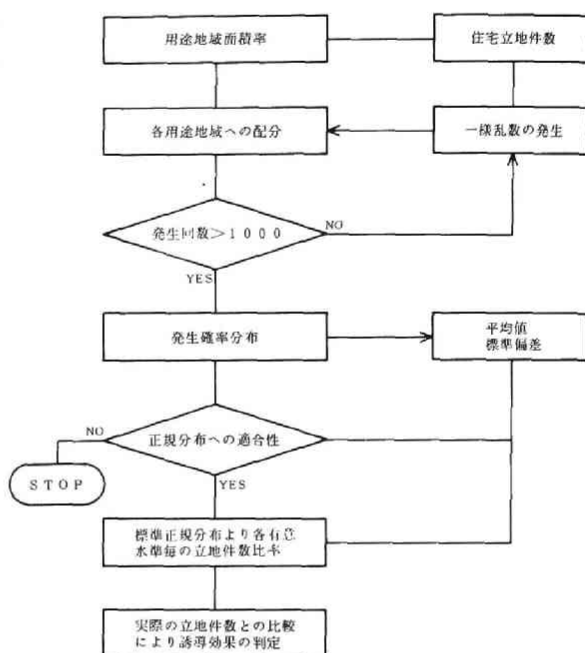 用途地域面積率
住宅立地件数
各用途地域への配分
一様乱数の発生
発生回数>1000
NO
YES
発生確率分布
平均値
標準偏差
正規分布への適合性
NO
STOP
YES
標準正規分布より各有意
水準毎の立地件数比率
実際の立地件数との比較
により誘導効果の判定